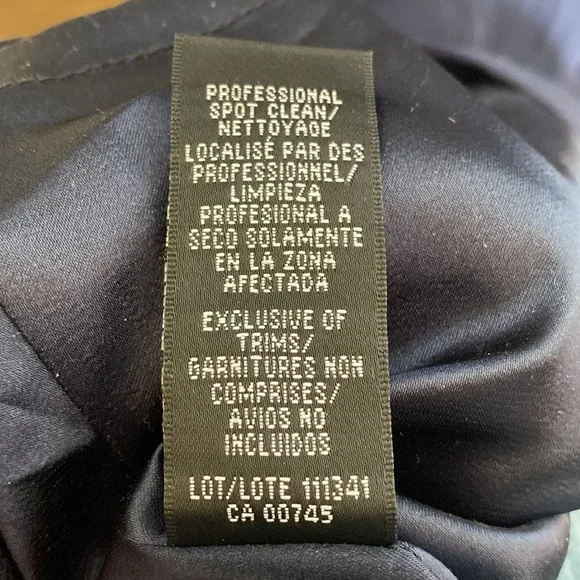 PROFESSIONAL
SPOT CLEAN/
NETTOYAGE
LOCALISÉ PAR DES
PROFESSIONNEL/
LIMPIEZA
PROFESIONAL A
SECO SOLAMENTE
EN LA ZONA
AFECTADA
EXCLUSIVE OF
TRIMS/
GARNITURES NON
COMPRISES/
AVIOS NO
INCLUIDOS
LOT/LOTE 111341
CA 00745